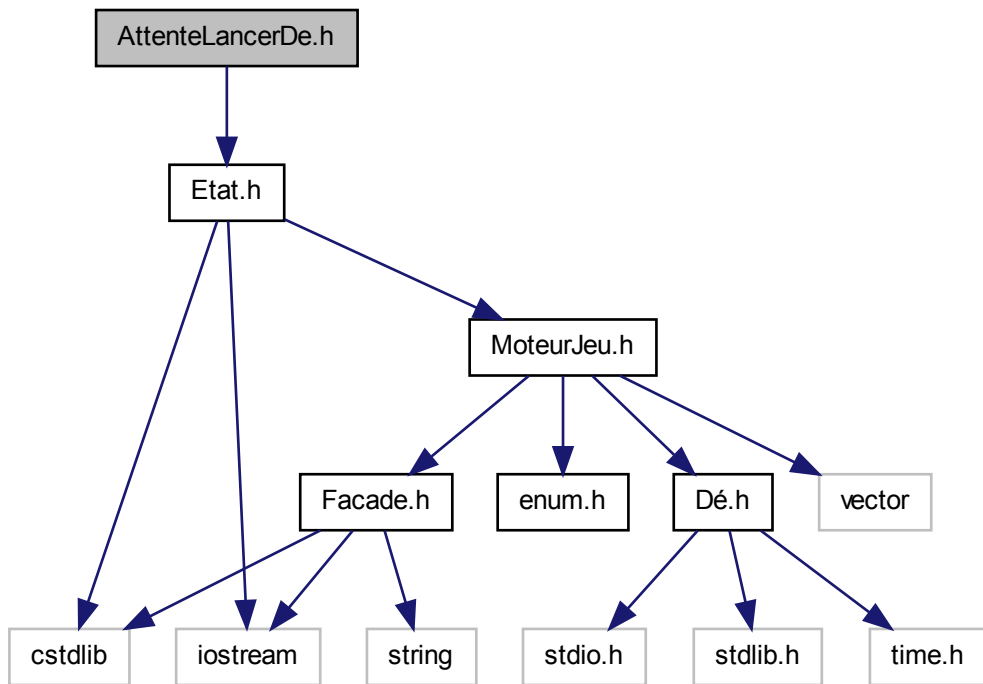 AttenteLancerDe.h
Etat.h
MoteurJeu.h
Facade.h
enum.h
Dé.h
vector
cstdlib
iostream
string
stdio.h
stdlib.h
time.h